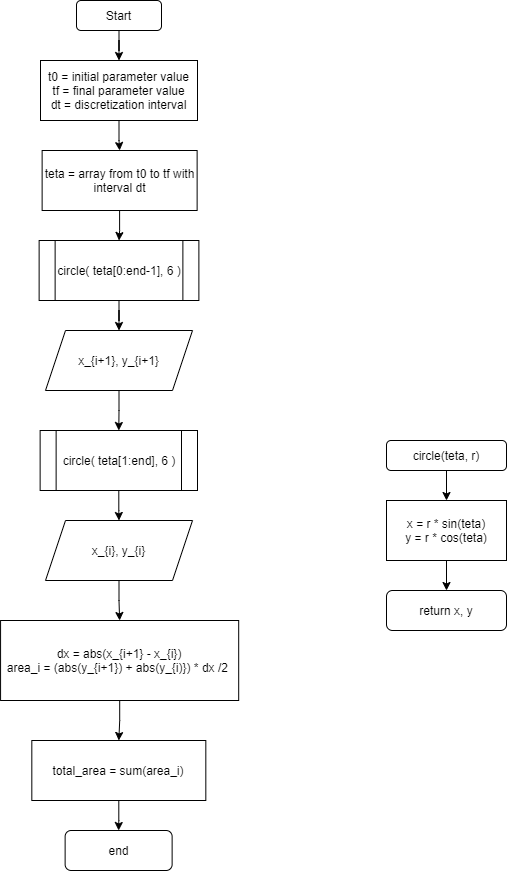 Start
t0 = initial parameter value
tf = final parameter value
dt = discretization interval
teta = array from t0 to tf with
interval dt
circle( teta[0:end-1], 6 )
x_{i+1}, y_{i+1}
circle( teta[1:end], 6 )
x_{i}, y_{i}
dx = abs(x_{i+1} - x_{i})
area_i = (abs(y_{i+1}) + abs(y_{i)}) * dx /2
total_area = sum(area_i)
end
circle(teta, r)
x = r * sin(teta)
y = r * cos(teta)
return x, y